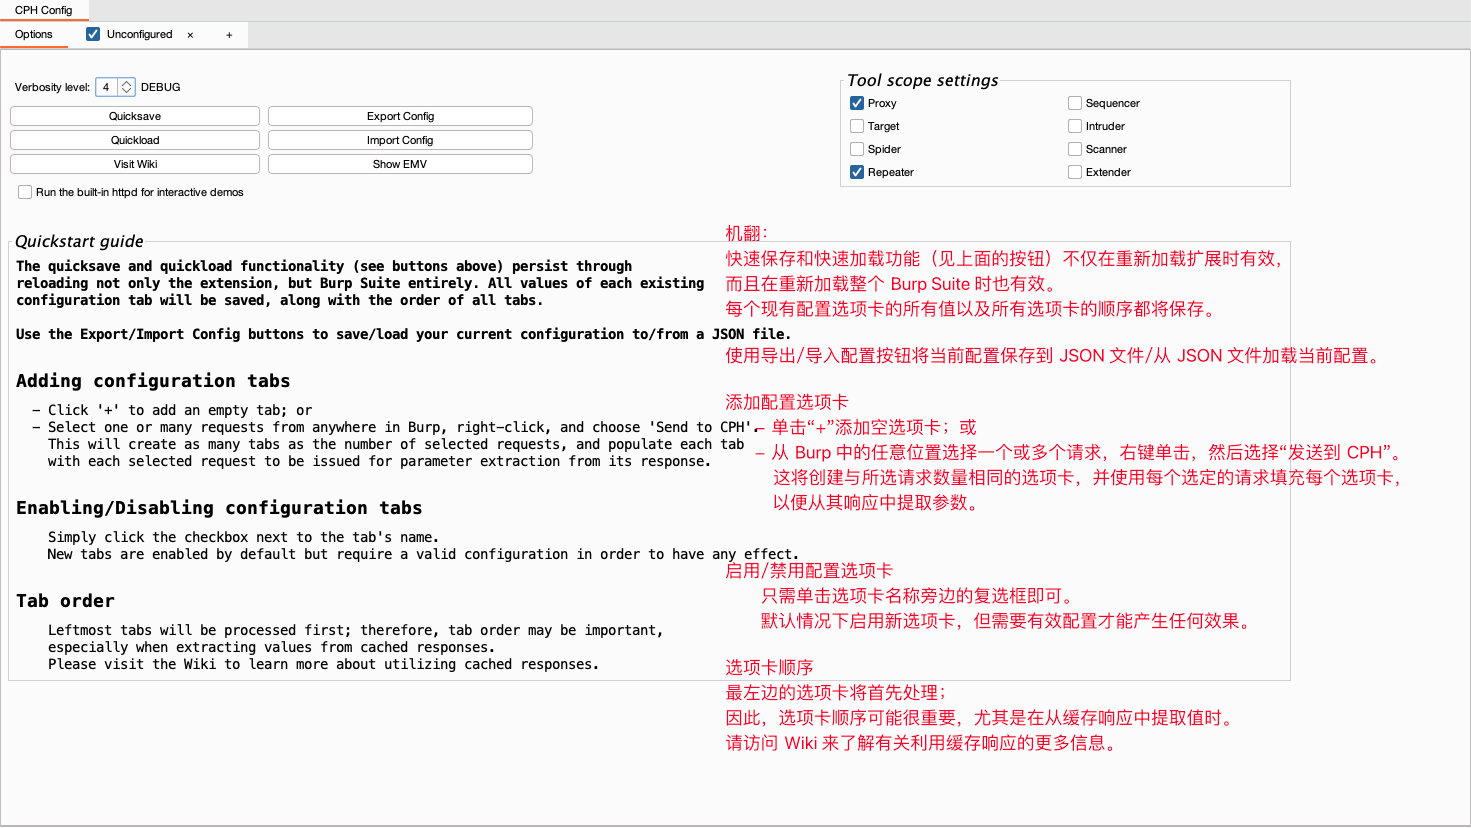 CPH Config
Options
Unconfigured × +
Verbosity level: 4 DEBUG
Quicksave
Export Config
Quickload
Import Config
Visit Wiki
Show EMV
Run the built-in httpd for interactive demos
Tool scope settings
Proxy
Sequencer
Target
Intruder
Spider
Scanner
Repeater
Extender
Quickstart guide
The quicksave and quickload functionality (see buttons above) persist through
reloading not only the extension, but Burp Suite entirely. All values of each existing
configuration tab will be saved, along with the order of all tabs.
Use the Export/Import Config buttons to save/load your current configuration to/from a JSON file.
Adding configuration tabs
– Click '+' to add an empty tab; or
– Select one or many requests from anywhere in Burp, right-click, and choose 'Send to CPH'.
This will create as many tabs as the number of selected requests, and populate each tab
with each selected request to be issued for parameter extraction from its response.
Enabling/Disabling configuration tabs
Simply click the checkbox next to the tab's name.
New tabs are enabled by default but require a valid configuration in order to have any effect.
Tab order
Leftmost tabs will be processed first; therefore, tab order may be important,
especially when extracting values from cached responses.
Please visit the Wiki to learn more about utilizing cached responses.
机翻：
快速保存和快速加载功能（见上面的按钮）不仅在重新加载扩展时有效，
而且在重新加载整个 Burp Suite 时也有效。
每个现有配置选项卡的所有值以及所有选项卡的顺序都将保存。
使用导出/导入配置按钮将当前配置保存到 JSON 文件/从 JSON 文件加载当前配置。
添加配置选项卡
– 单击“+”添加空选项卡；或
– 从 Burp 中的任意位置选择一个或多个请求，右键单击，然后选择“发送到 CPH”。
这将创建与所选请求数量相同的选项卡，并使用每个选定的请求填充每个选项卡，
以便从其响应中提取参数。
启用/禁用配置选项卡
只需单击选项卡名称旁边的复选框即可。
默认情况下启用新选项卡，但需要有效配置才能产生任何效果。
选项卡顺序
最左边的选项卡将首先处理；
因此，选项卡顺序可能很重要，尤其是在从缓存响应中提取值时。
请访问 Wiki 来了解有关利用缓存响应的更多信息。